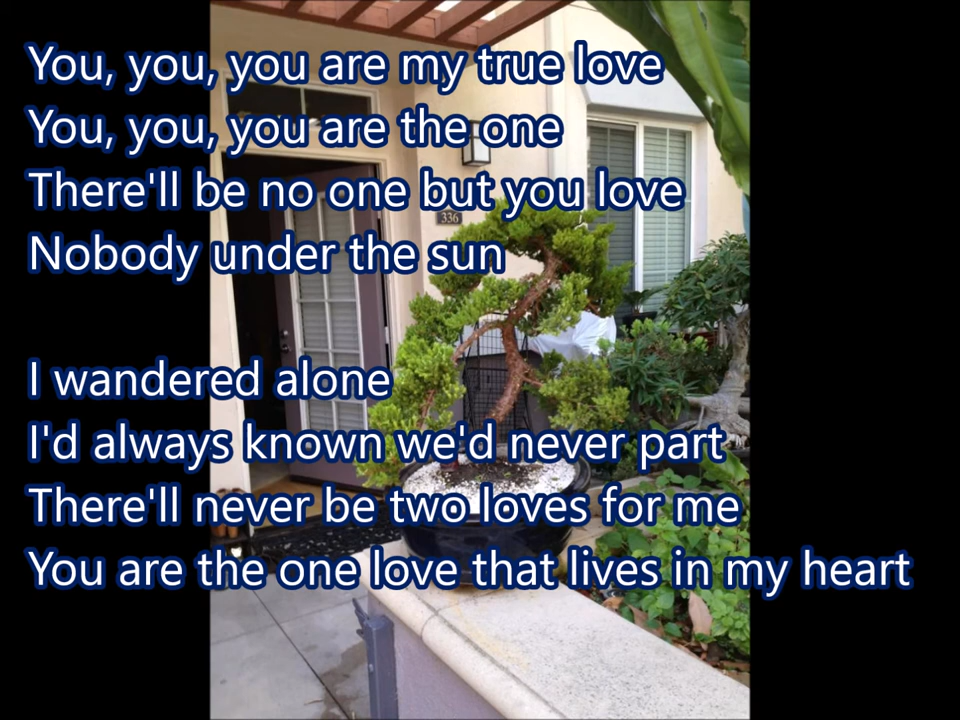 You, you, you are my true love
You, you, you are the one
There'll be no one but you love
336
Nobody under the sun
I wandered alone
I'd always known we'd never part
There'll never be two loves for me
You are the one love that lives in my heart